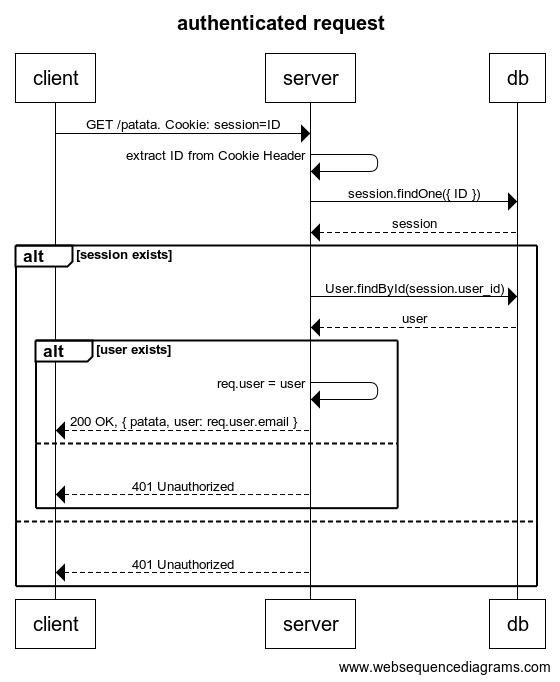 authenticated request
client
server
db
GET /patata. Cookie: session=ID
extract ID from Cookie Header
session.findOne({ ID })
session
alt [session exists]
User.findById(session.user_id)
user
alt [user exists]
req.user = user
200 OK, { patata, user: req.user.email }
401 Unauthorized
401 Unauthorized
client
server
db
www.websequencediagrams.com